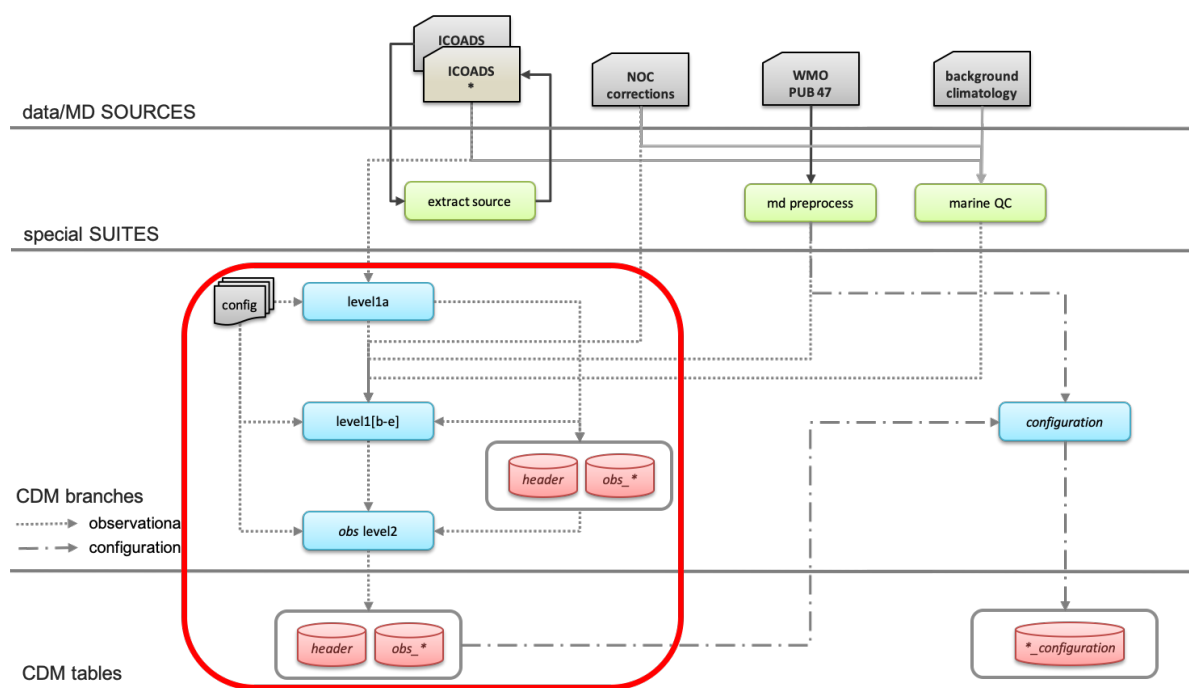 ICOADS
ICOADS
*
NOC
corrections
WMO
PUB 47
background
climatology
data/MD SOURCES
extract source
md preprocess
marine QC
special SUITES
config
level1a
level1[b-e]
configuration
header
obs_*
CDM branches
observationa
configuration
obs level2
header
obs_*
*_configuration
CDM tables